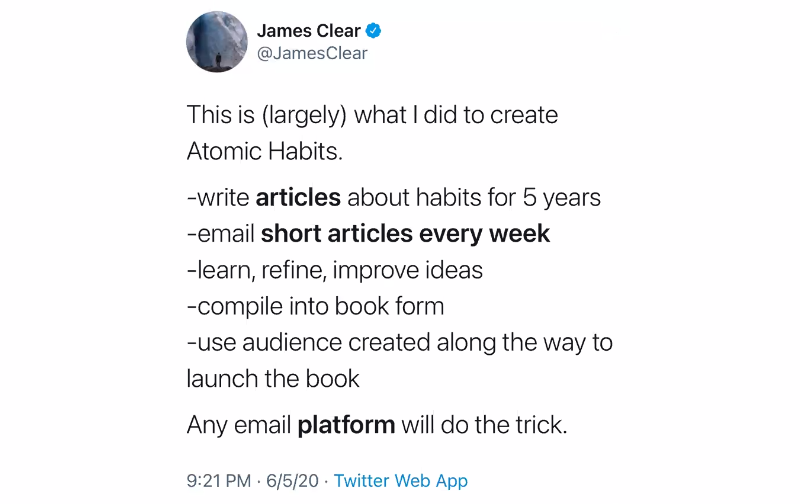 James Clear
@JamesClear
This is (largely) what I did to create
Atomic Habits.
-write articles about habits for 5 years
-email short articles every week
-learn, refine, improve ideas
-compile into book form
-use audience created along the way to
launch the book
Any email platform will do the trick.
9:21 PM · 6/5/20 · Twitter Web App